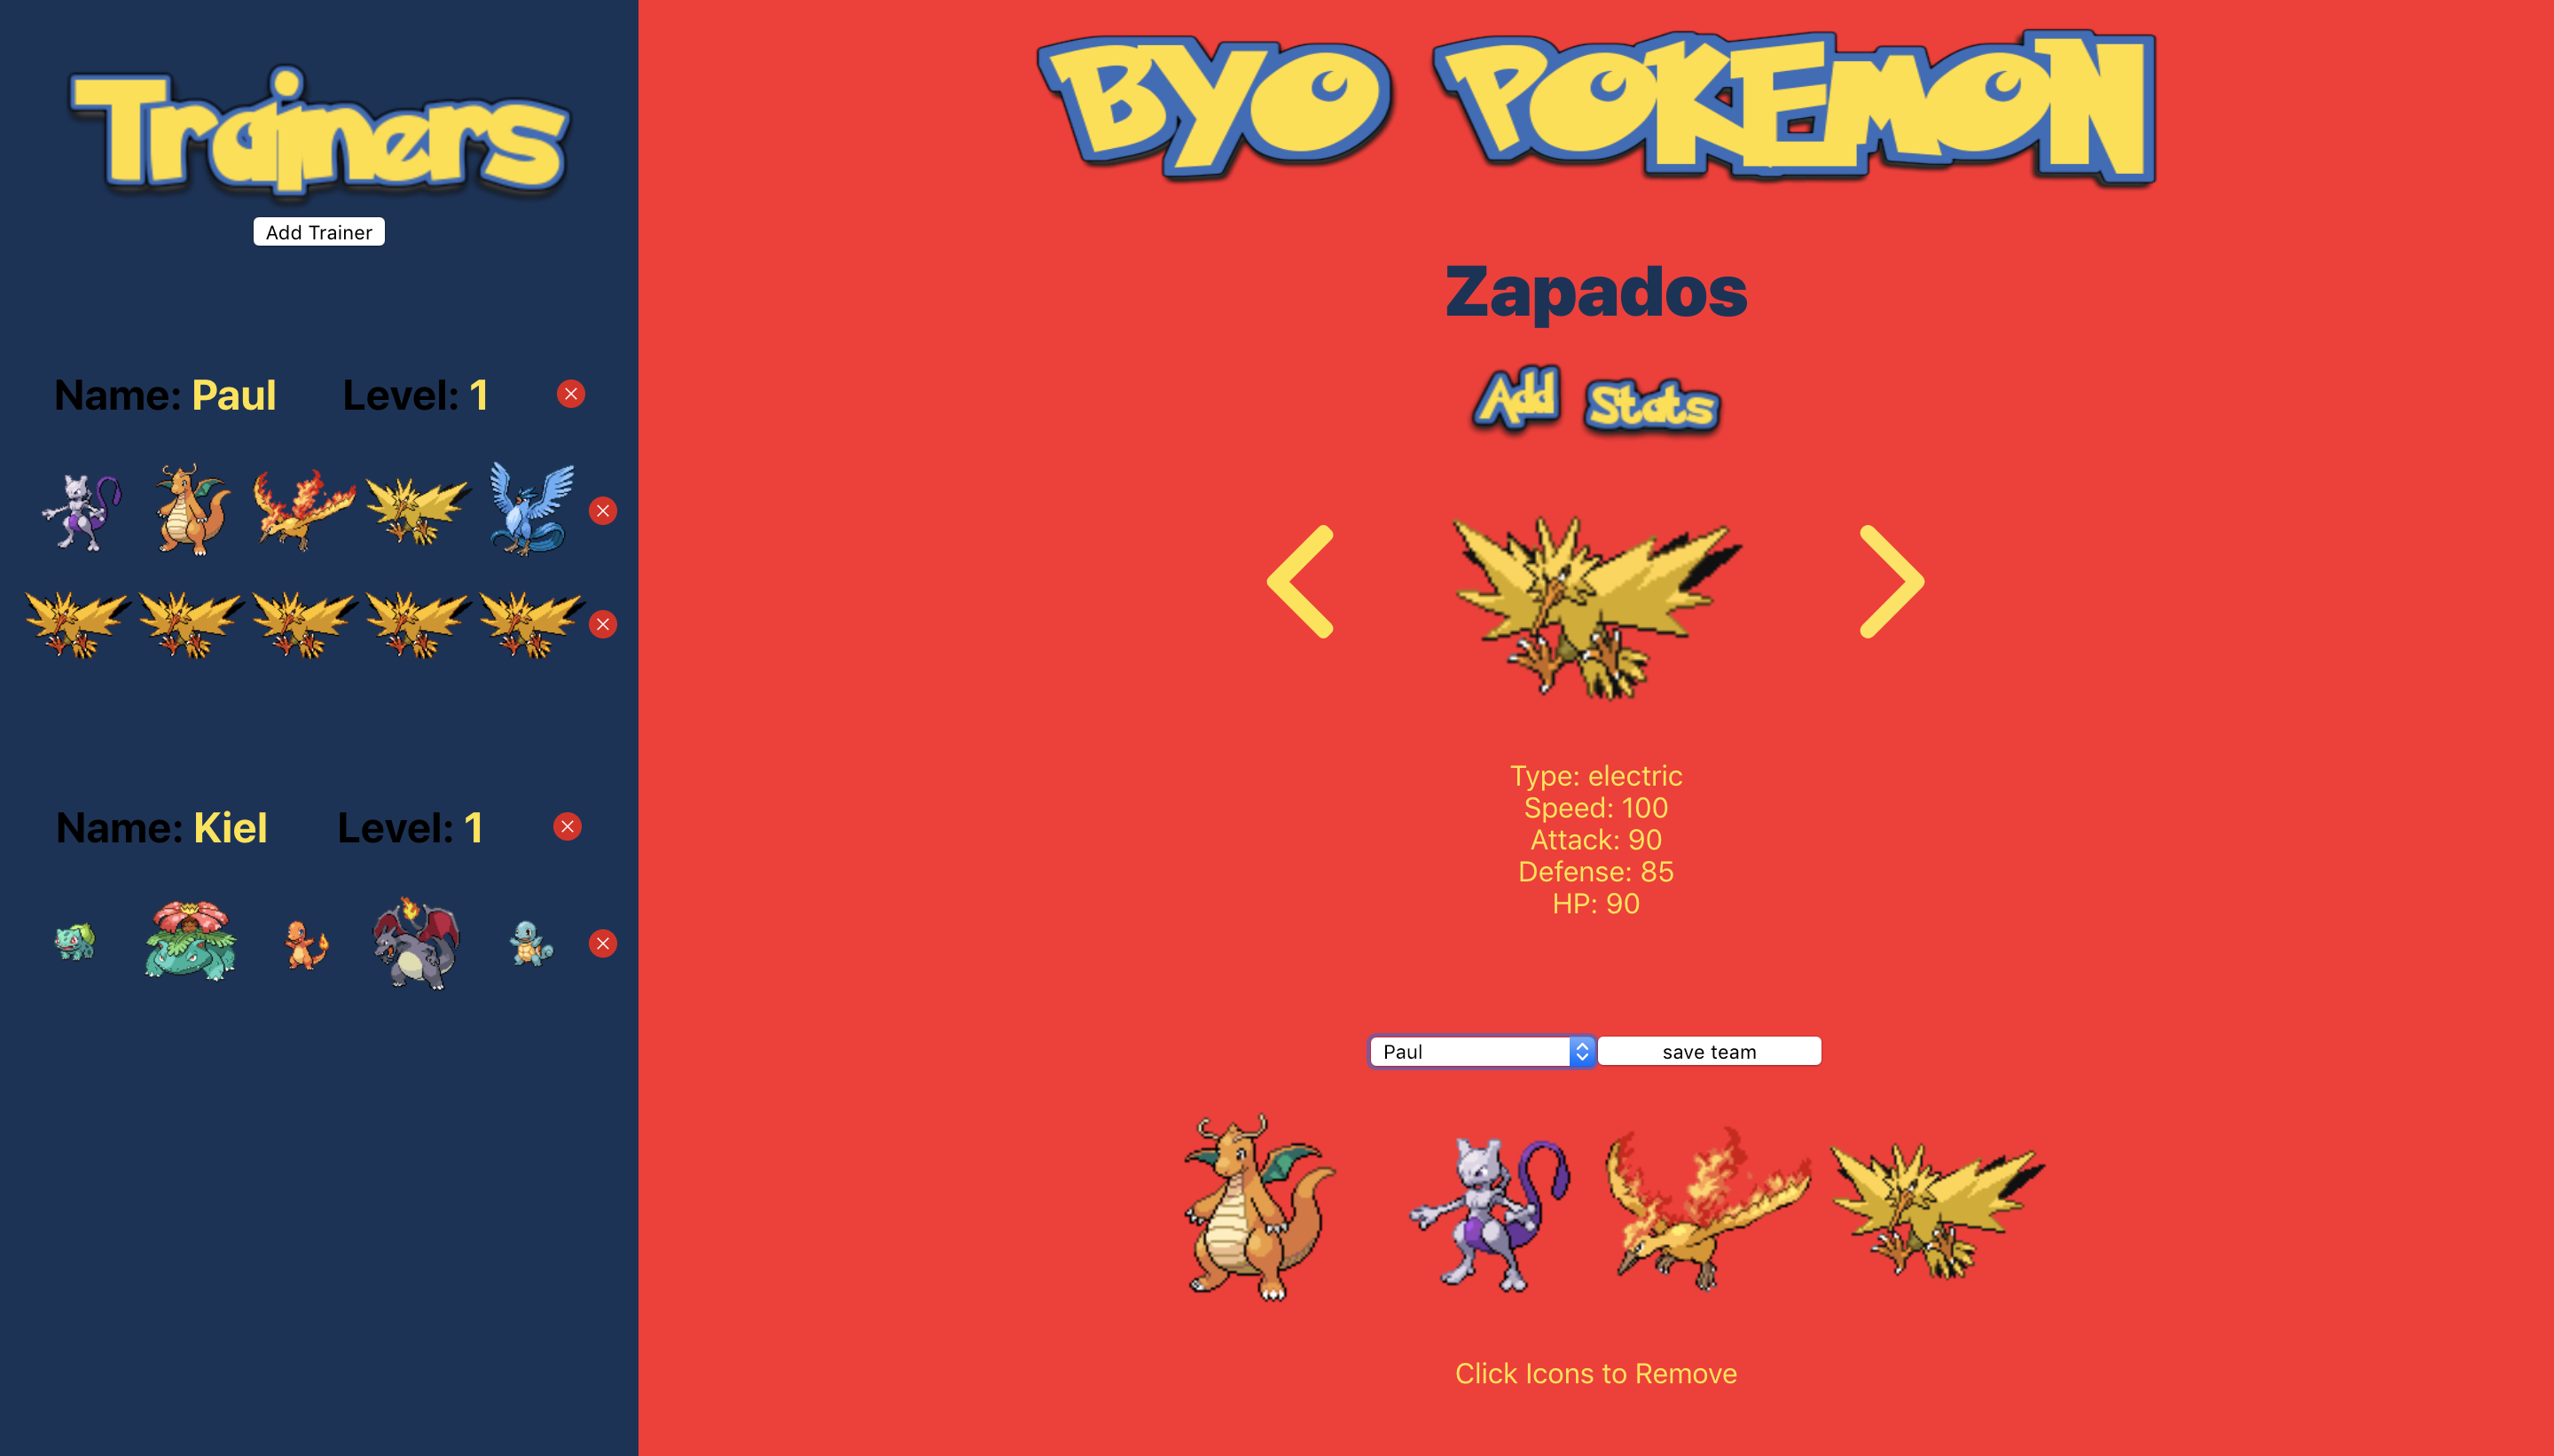 Trainers
Add Trainer
Name: Paul Level: 1
Name: Kiel Level: 1
BYO POKEMON
Zapados
Add Stats
Type: electric
Speed: 100
Attack: 90
Defense: 85
HP: 90
Paul save team
Click Icons to Remove